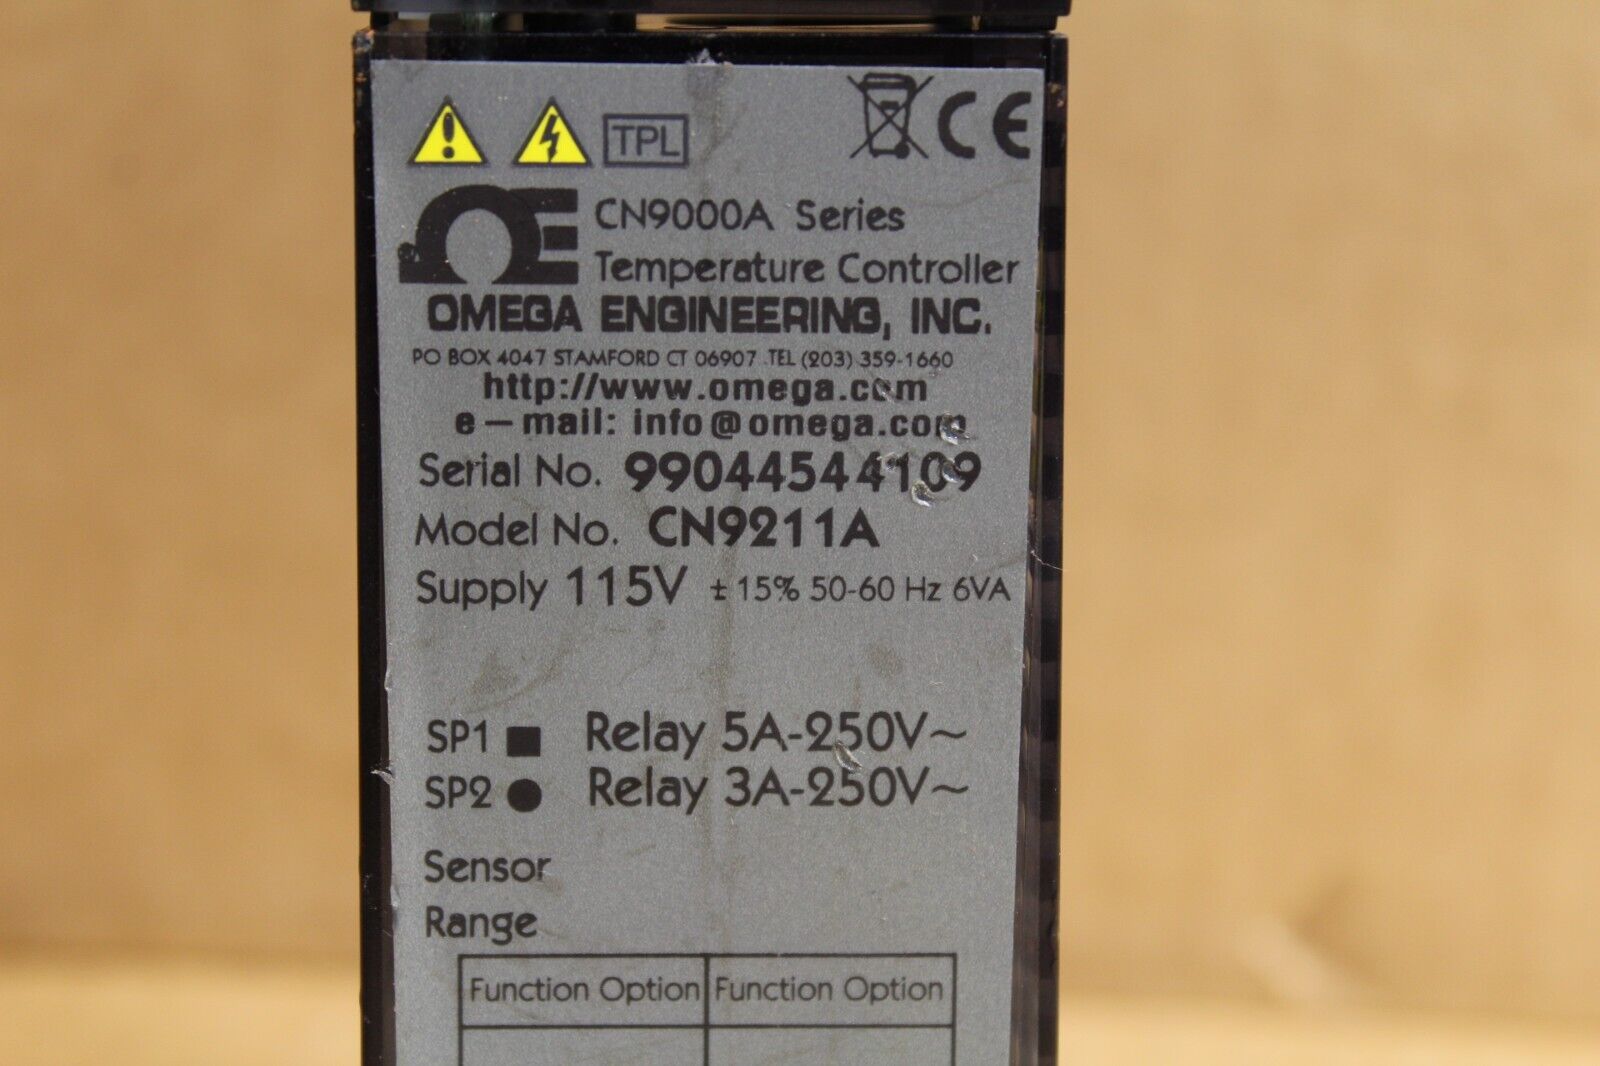 TPL
CE
CN9000A Series
Temperature Controller
OMEGA ENGINEERING, INC.
PO BOX 4047 STAMFORD CT 06907 TEL (203) 359-1660
http://www.omega.com
e-mail: info@omega.com
Serial No. 99044544109
Model No. CN9211A
Supply 115V ± 15% 50-60 Hz 6VA
SP1 ■ Relay 5A-250V~
SP2 ● Relay 3A-250V~
Sensor
Range
Function Option Function Option